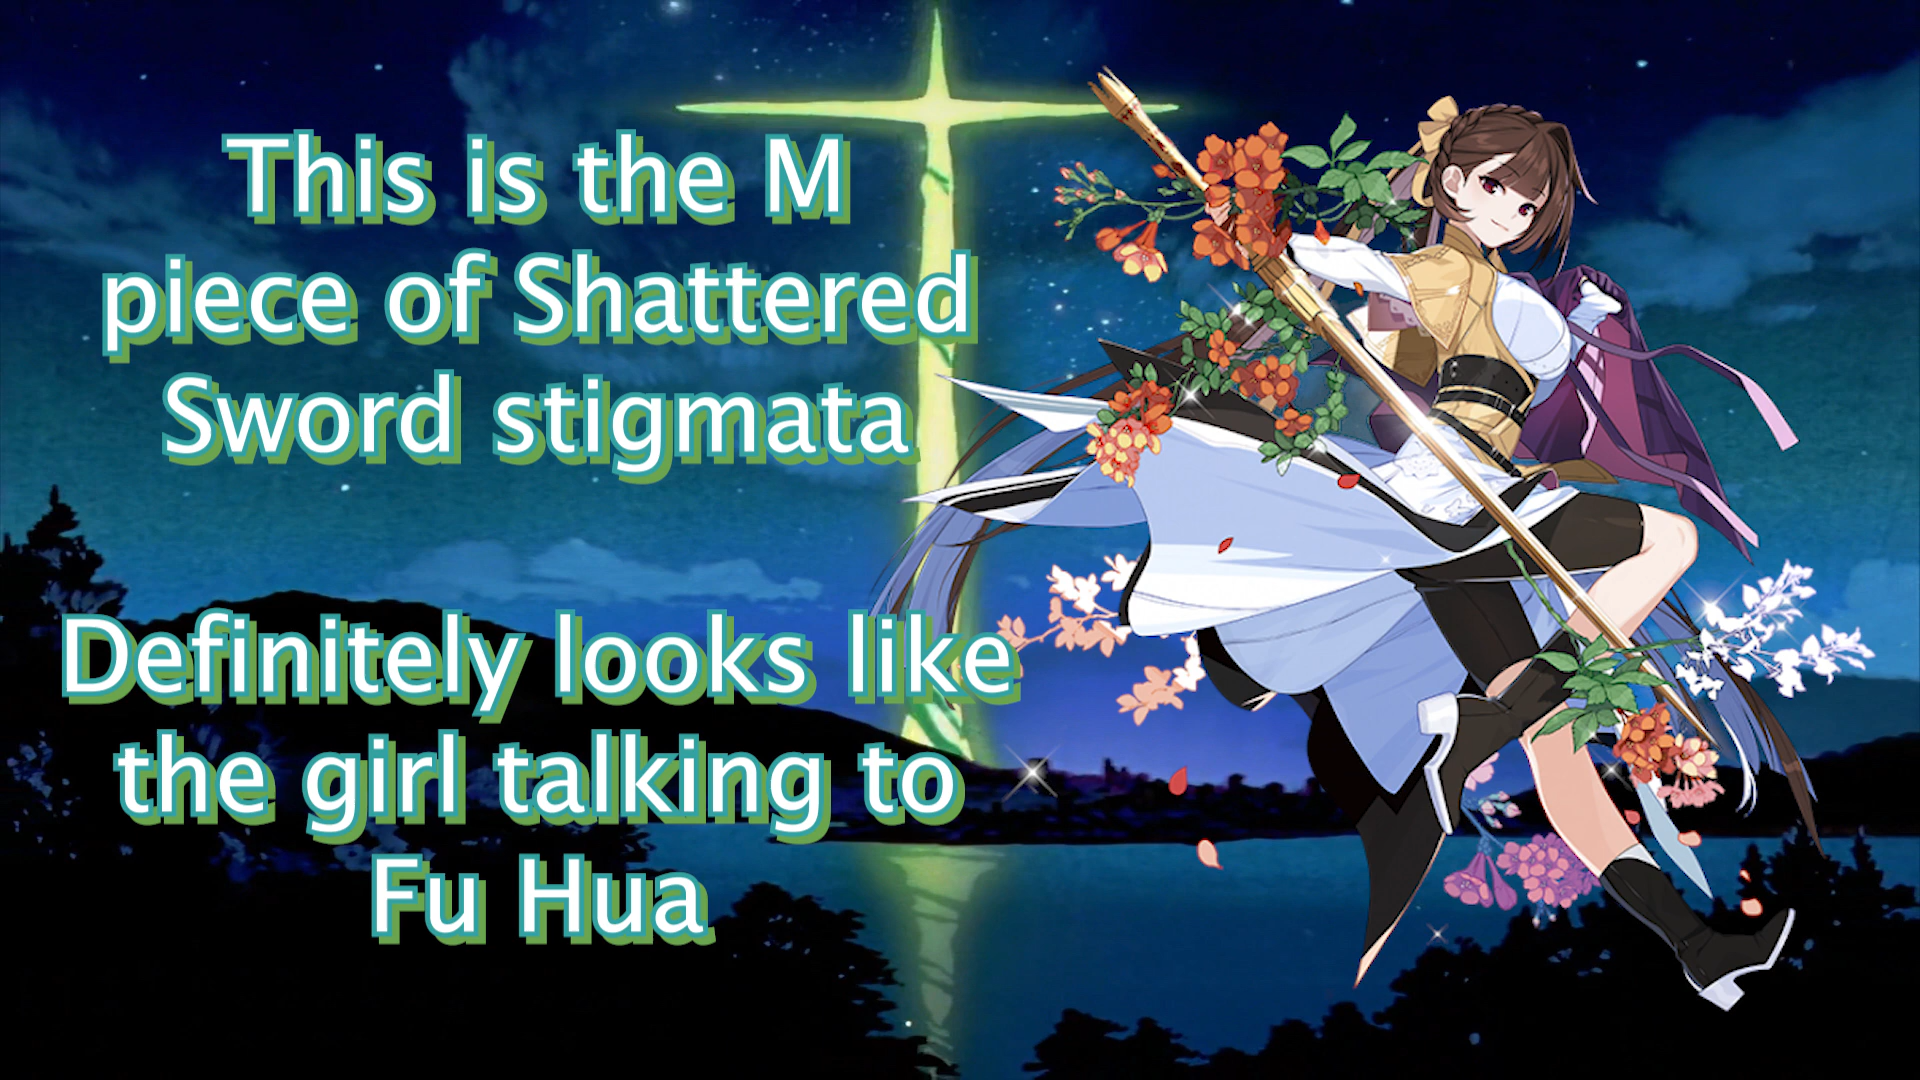 This is the M
piece of Shattered
Sword stigmata
Definitely looks like
the girl talking to
Fu Hua